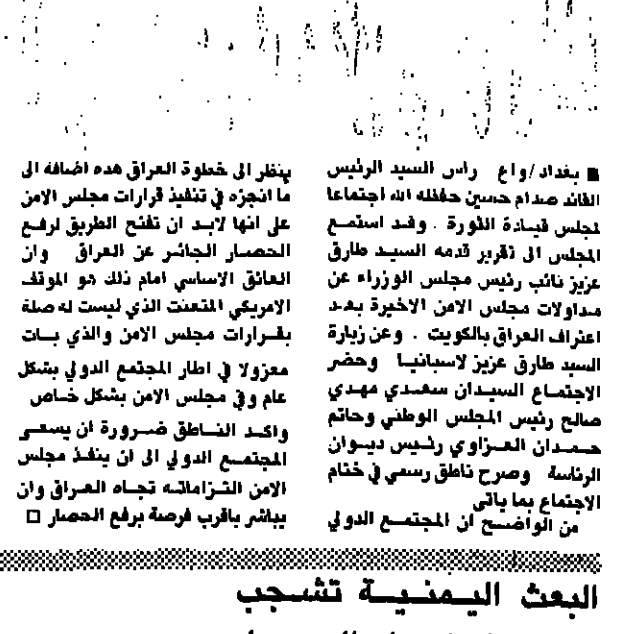 ■ بغداد/واع راس السيد الرئيس
القائد صدام حسين حفظه الله اجتماعا
لمجلس قيادة الثورة . وقد استمع
المجلس الى تقرير قدمه السيد طارق
عزيز نائب رئيس مجلس الوزراء عن
مداولات مجلس الامن الاخيرة بعد
اعتراف العراق بالكويت . وعن زيارة
السيد طارق عزيز لاسبانيا وحضر
الاجتماع السيدان سعدي مهدي
صالح رئيس المجلس الوطني وحاتم
حمدان العزاوي رئيس ديوان
الرئاسة وصرح ناطق رسمي في ختام
الاجتماع بما ياتي
من الواضح ان المجتمع الدولي
ينظر الى خطوة العراق هذه اضافة الى
ما انجزه في تنفيذ قرارات مجلس الامن
على انها لابد ان تفتح الطريق لرفع
الحصار الجائر عن العراق وان
العائق الاساسي امام ذلك هو الموقف
الامريكي المتعنت الذي ليست له صلة
بقرارات مجلس الامن والذي بات
معزولا في اطار المجتمع الدولي بشكل
عام وفي مجلس الامن بشكل خاص
واكد الناطق ضرورة ان يسعى
المجتمع الدولي الى ان ينفذ مجلس
الامن التزاماته تجاه العراق وان
يباشر باقرب فرصة برفع الحصار □
البعث اليمنية تشجب